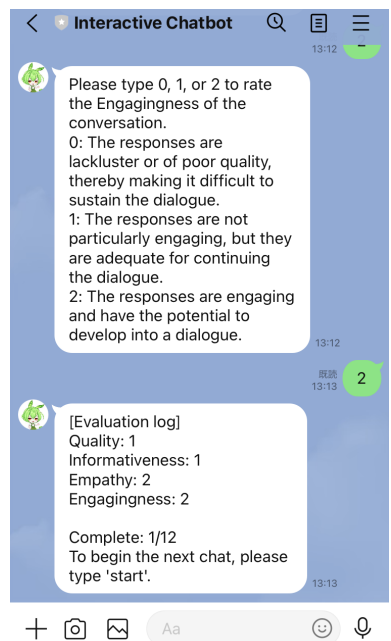 Interactive Chatbot
13:12
Please type 0, 1, or 2 to rate
the Engagingness of the
conversation.
0: The responses are
lackluster or of poor quality,
thereby making it difficult to
sustain the dialogue.
1: The responses are not
particularly engaging, but they
are adequate for continuing
the dialogue.
2: The responses are engaging
and have the potential to
develop into a dialogue.
13:12
既読
13:13
2
[Evaluation log]
Quality: 1
Informativeness: 1
Empathy: 2
Engagingness: 2
Complete: 1/12
To begin the next chat, please
type 'start'.
13:13
Aa